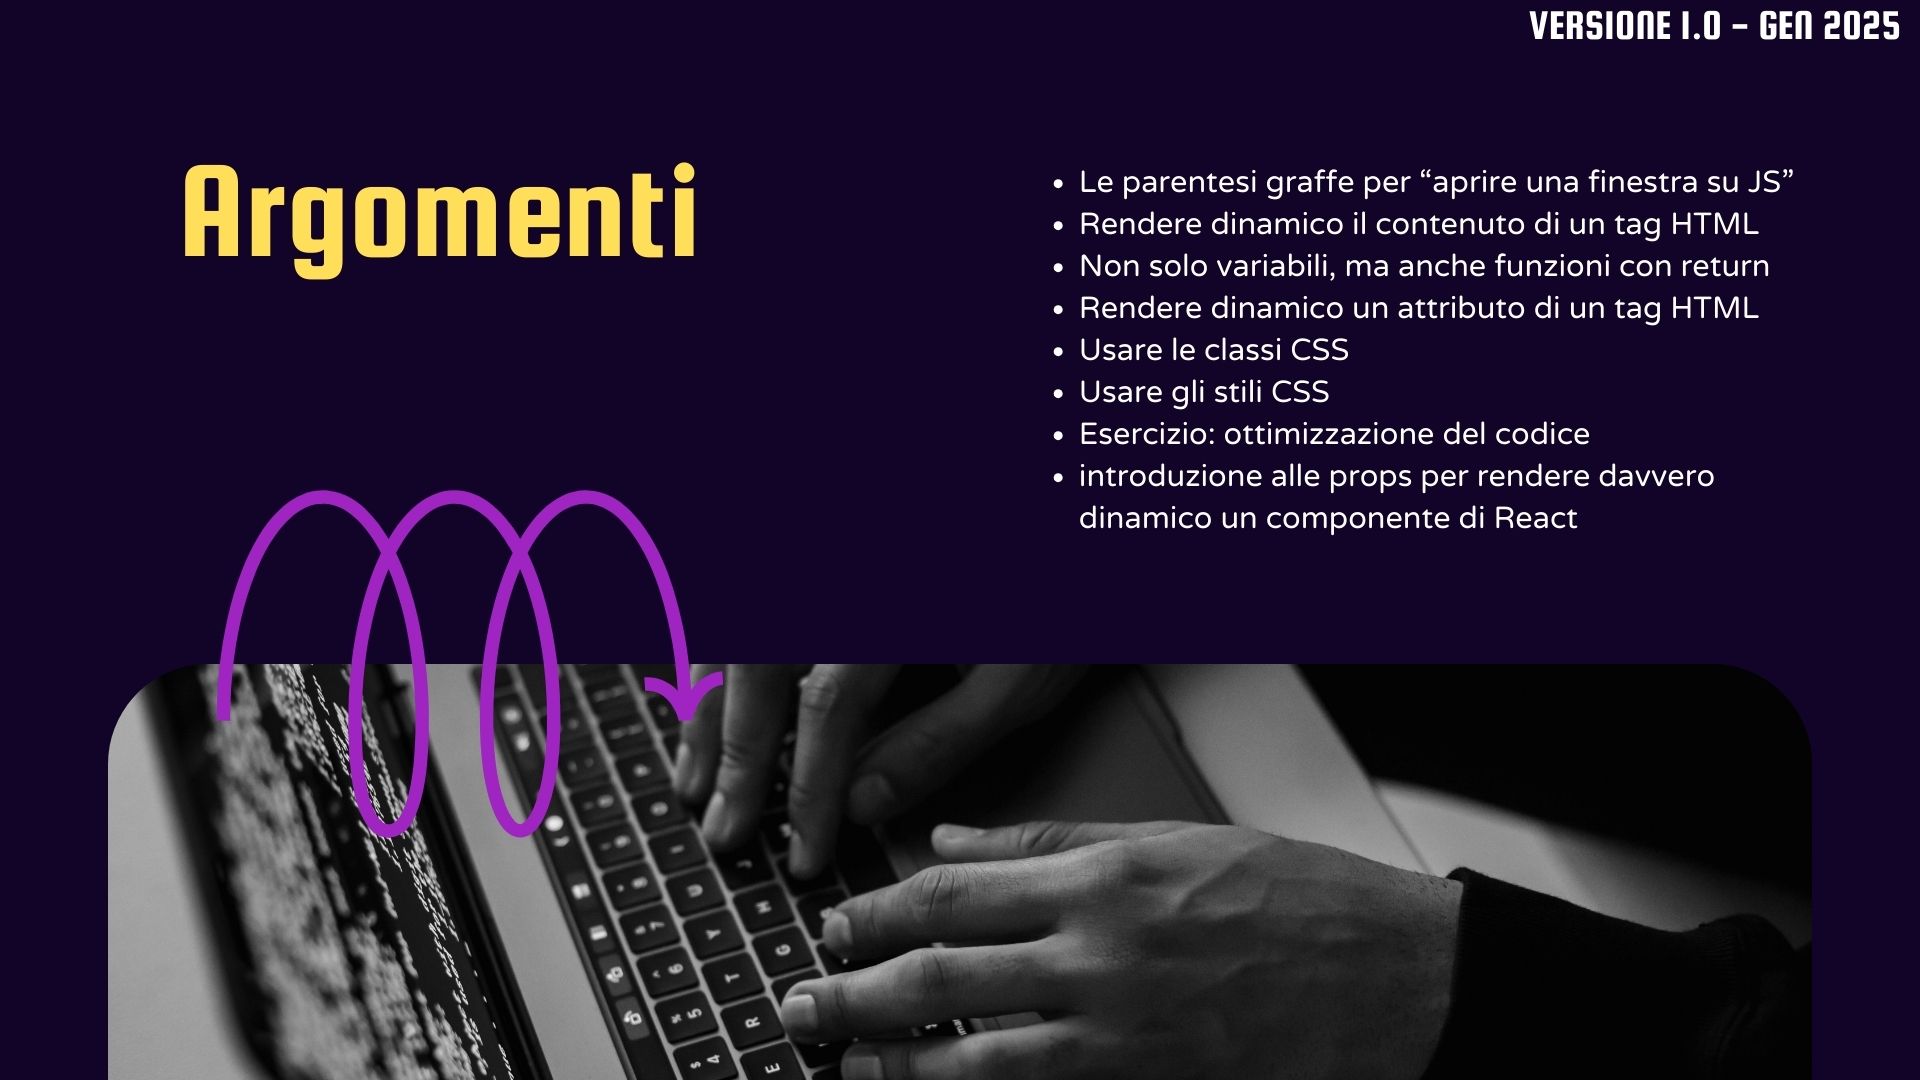 VERSIONE 1.0 - GEN 2025
Argomenti
• Le parentesi graffe per “aprire una finestra su JS”
• Rendere dinamico il contenuto di un tag HTML
• Non solo variabili, ma anche funzioni con return
• Rendere dinamico un attributo di un tag HTML
• Usare le classi CSS
• Usare gli stili CSS
• Esercizio: ottimizzazione del codice
• introduzione alle props per rendere davvero
dinamico un componente di React